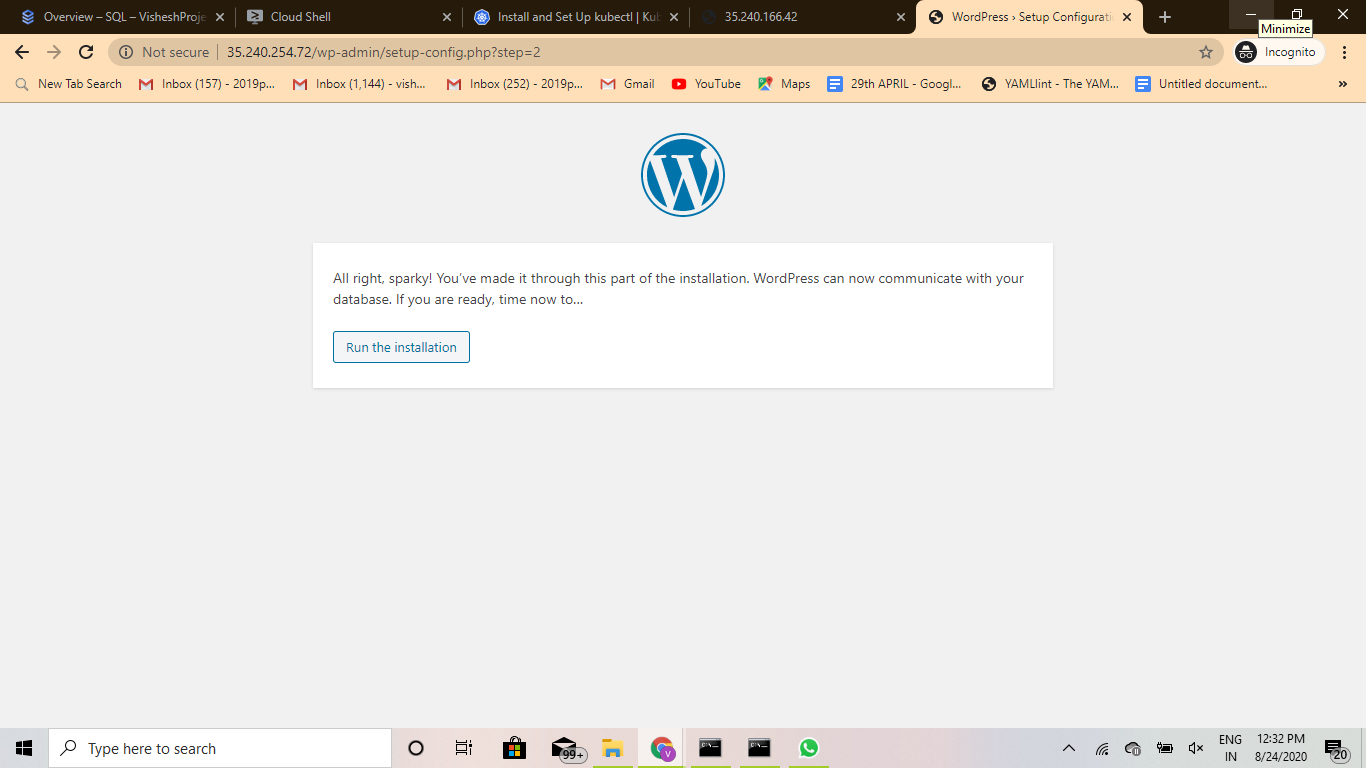 Overview – SQL – VisheshProje
Cloud Shell
Install and Set Up kubectl | Kub
35.240.166.42
WordPress › Setup Configurati
Minimize
Not secure
35.240.254.72/wp-admin/setup-config.php?step=2
Incognito
New Tab Search
Inbox (157) - 2019p...
Inbox (1,144) - vish...
Inbox (252) - 2019p...
Gmail
YouTube
Maps
29th APRIL - Googl...
YAMLlint - The YAM...
Untitled document...
»
All right, sparky! You’ve made it through this part of the installation. WordPress can now communicate with your
database. If you are ready, time now to…
Run the installation
Type here to search
99+
V
ENG
IN
12:32 PM
8/24/2020
20